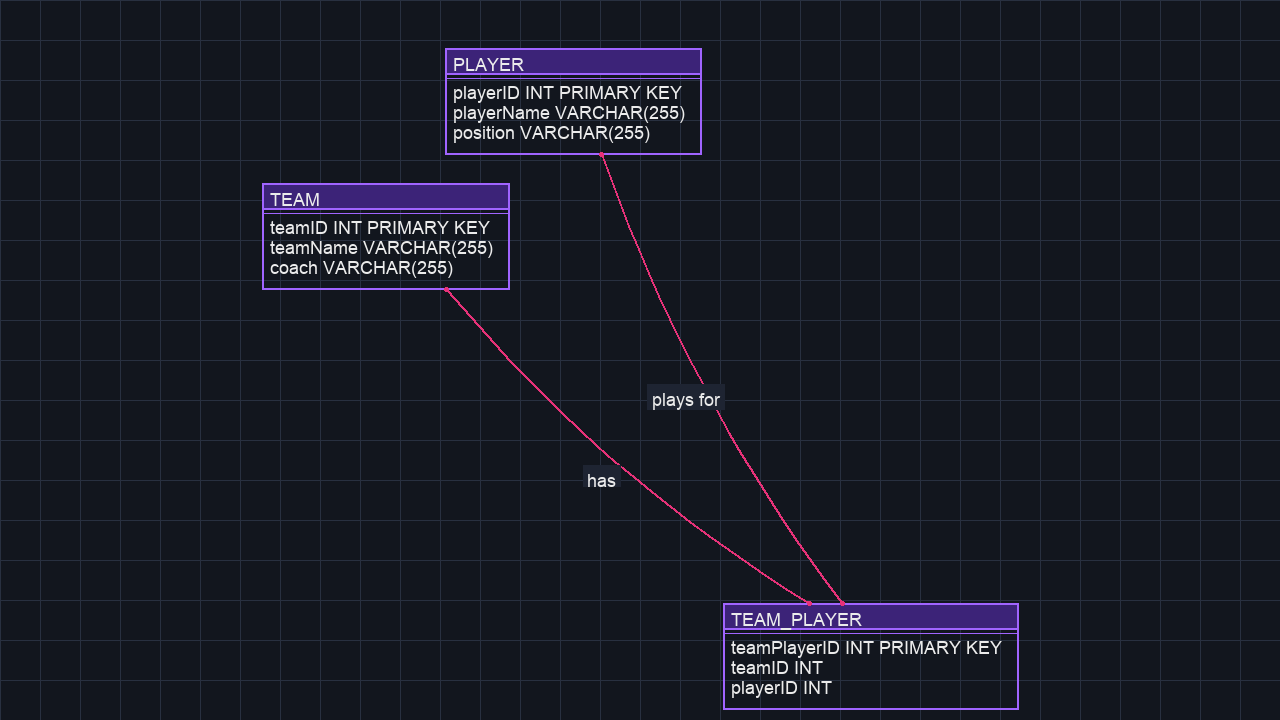 PLAYER
playerID INT PRIMARY KEY
playerName VARCHAR(255)
position VARCHAR(255)
TEAM
teamID INT PRIMARY KEY
teamName VARCHAR(255)
coach VARCHAR(255)
plays for
has
TEAM_PLAYER
teamPlayerID INT PRIMARY KEY
teamID INT
playerID INT